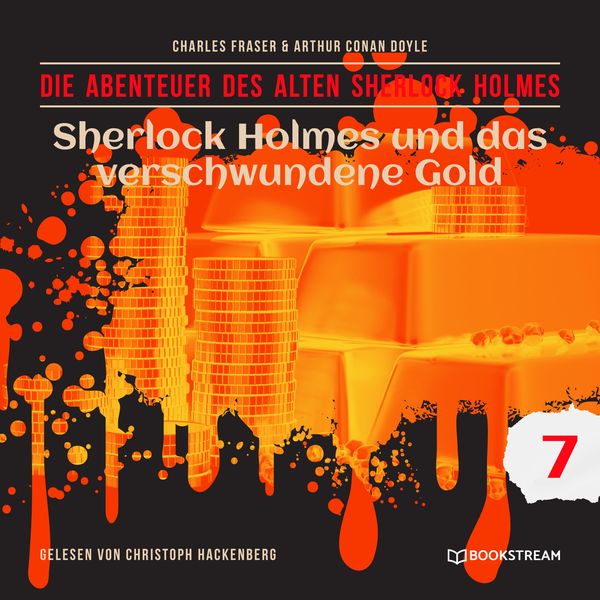 CHARLES FRASER & ARTHUR CONAN DOYLE
DIE ABENTEUER DES ALTEN SHERLOCK HOLMES
Sherlock Holmes und das
verschwundene Gold
7
GELESEN VON CHRISTOPH HACKENBERG
BOOKSTREAM